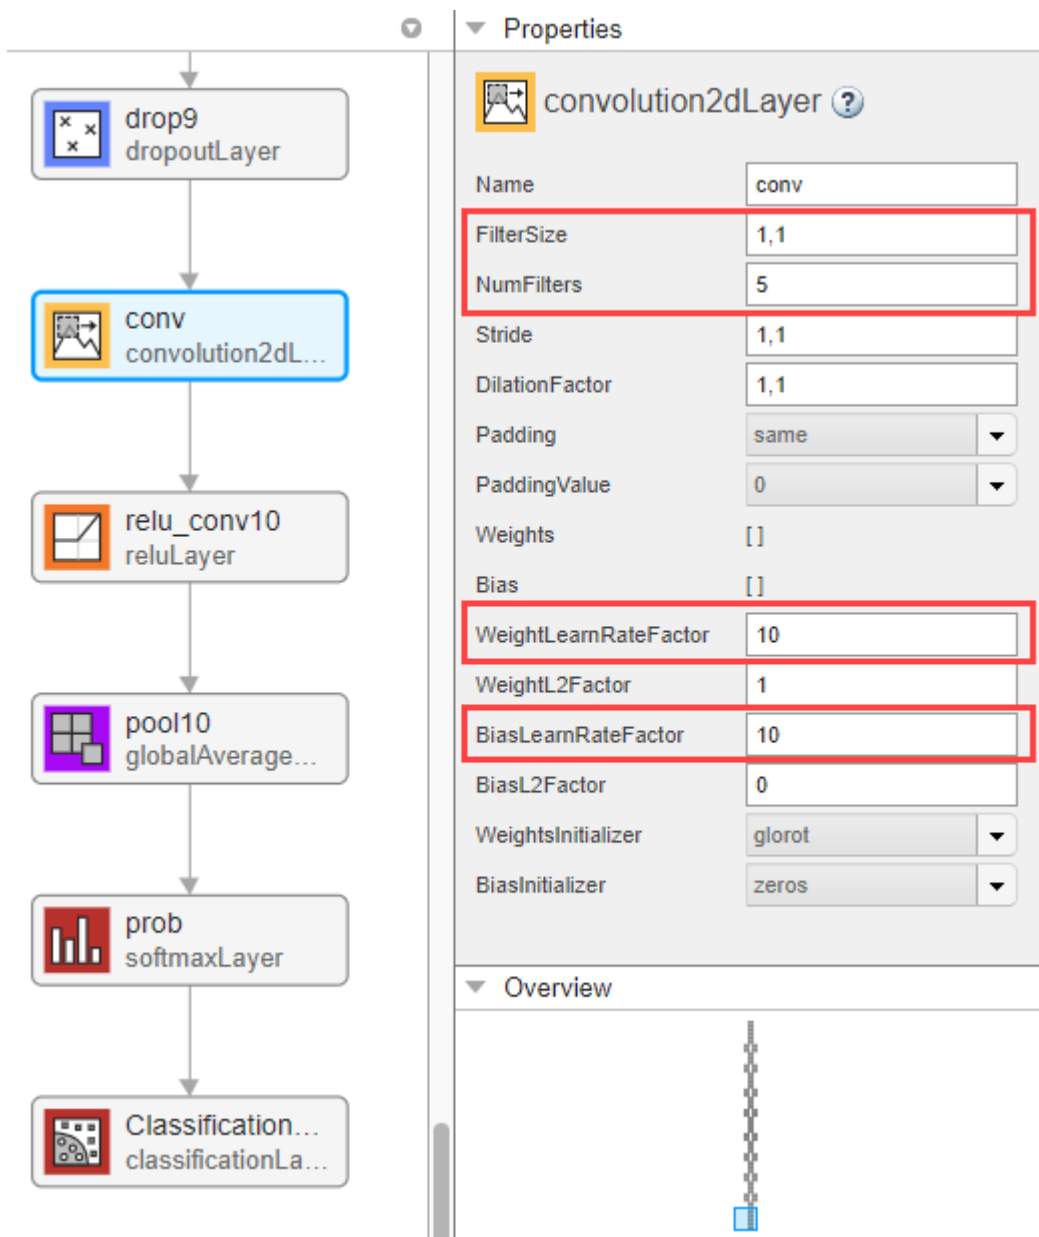 drop9
dropoutLayer
conv
convolution2dL...
relu_conv10
reluLayer
pool10
globalAverage...
prob
softmaxLayer
Classification...
classificationLa...
Properties
convolution2dLayer ?
Name conv
FilterSize 1,1
NumFilters 5
Stride 1,1
DilationFactor 1,1
Padding same
PaddingValue 0
Weights []
Bias []
WeightLearnRateFactor 10
WeightL2Factor 1
BiasLearnRateFactor 10
BiasL2Factor 0
WeightsInitializer glorot
BiasInitializer zeros
Overview